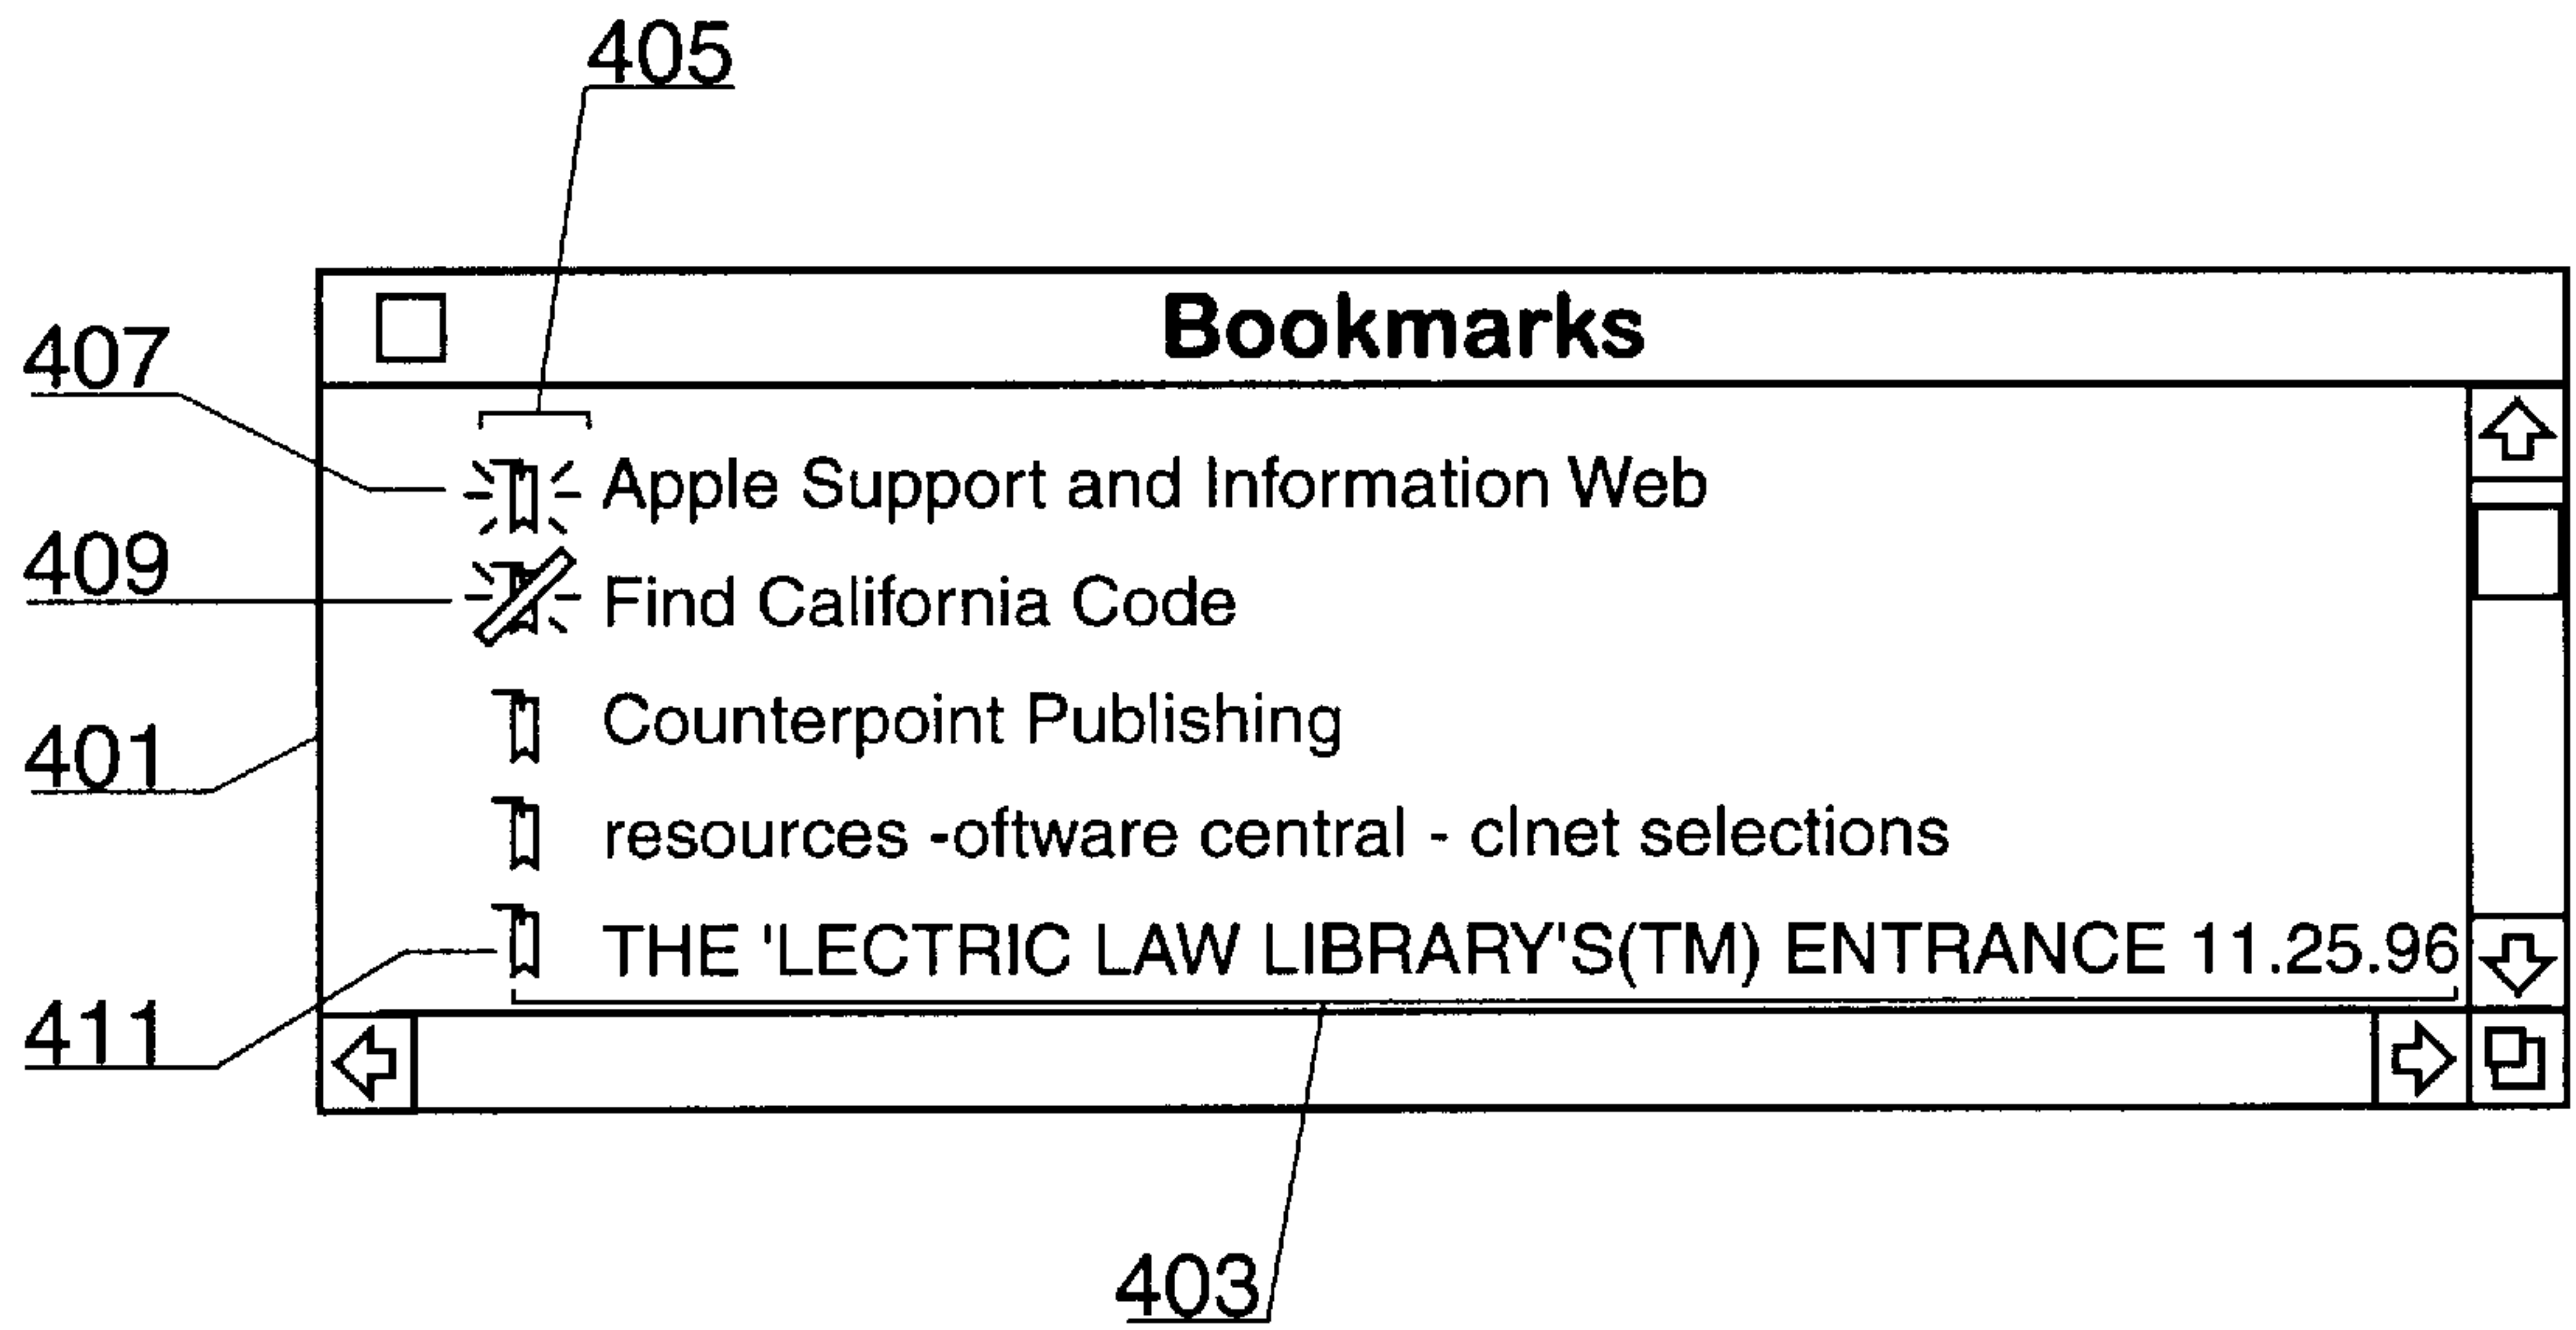 405
Bookmarks
407
Apple Support and Information Web
409
Find California Code
401
Counterpoint Publishing
resources -oftware central - clnet selections
THE 'LECTRIC LAW LIBRARY'S(TM) ENTRANCE 11.25.96
411
403